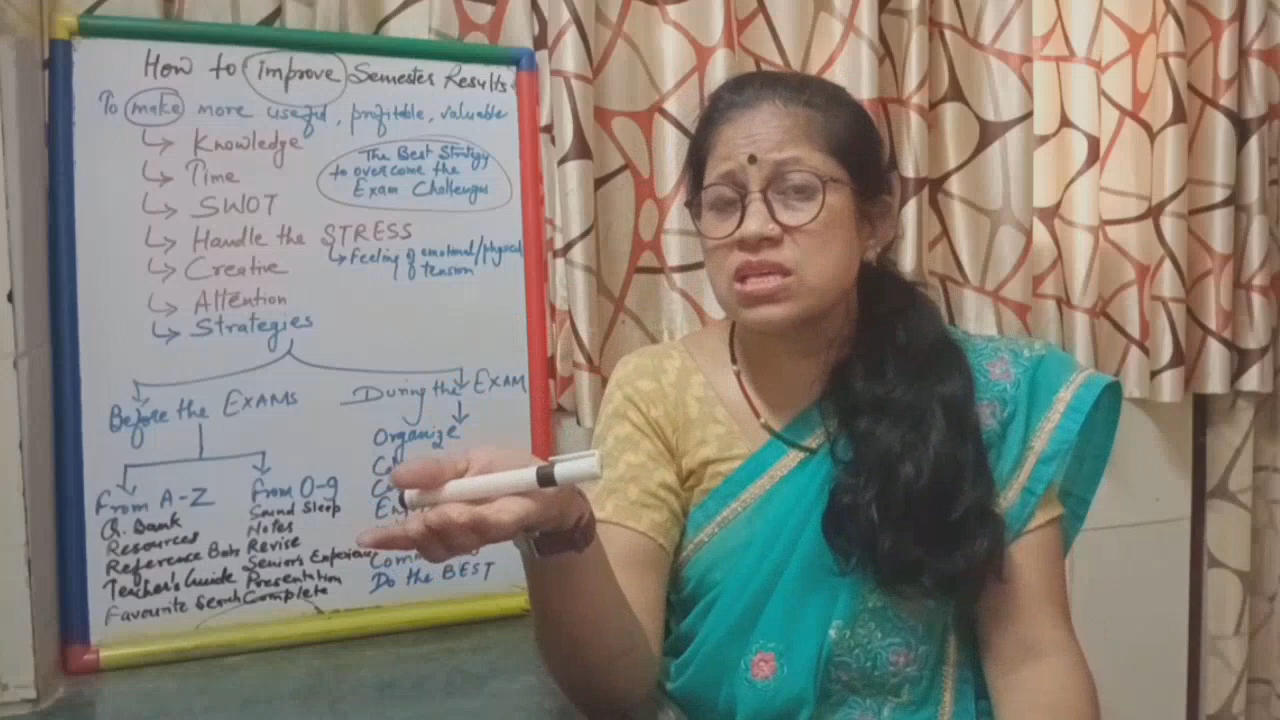 How to improve Semester Results
To make more useful, profitable, valuable
Knowledge
Time
SWOT
Handle the STRESS
Feeling of emotional/physical tension
Creative
Attention
Strategies
The Best Strategy
to overcome the
Exam Challenges
Before the EXAMS
From A-Z
Q. Bank
Resources
Reference
Teacher's Guide
Favourite
From 0-9
Sound Sleep
Notes
Revise
Senior's Experience
Presentation
Complete
During the EXAM
Organize
Do the BEST